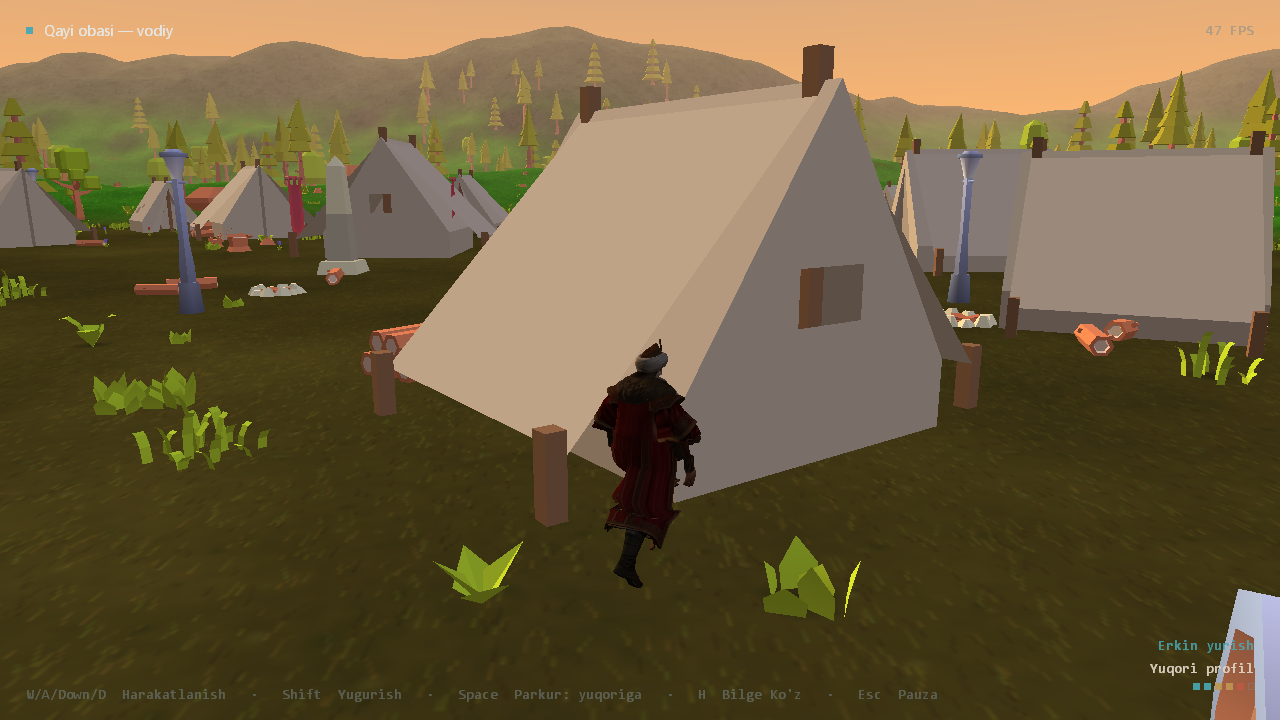 Qayi obasi — vodiy
47 FPS
Erkin yurish
Yuqori profil
W/A/Down/D Harakatlanish · Shift Yugurish · Space Parkur: yuqoriga · H Bilge Ko'z · Esc Pauza